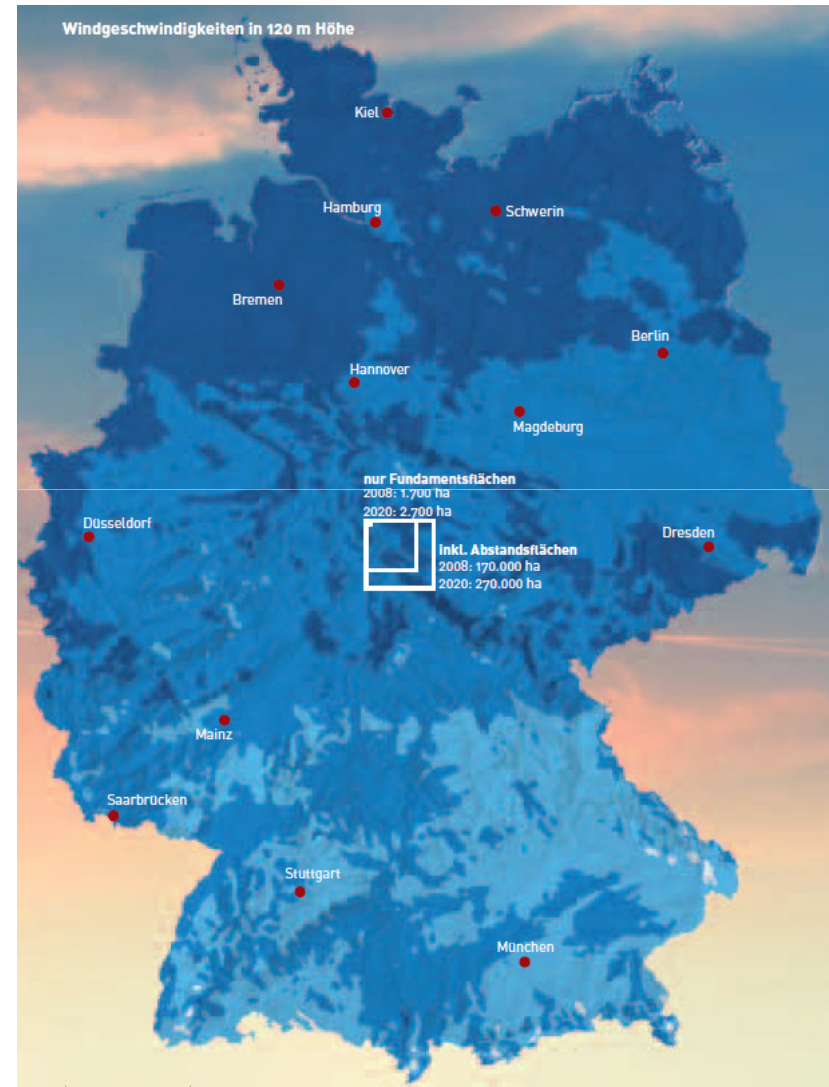 Windgeschwindigkeiten in 120 m Höhe
Kiel
Hamburg
Schwerin
Bremen
Berlin
Hannover
Magdeburg
nur Fundamentsflächen
2008: 1.700 ha
2020: 2.700 ha
Düsseldorf
Dresden
inkl. Abstandsflächen
2008: 170.000 ha
2020: 270.000 ha
Mainz
Saarbrücken
Stuttgart
München